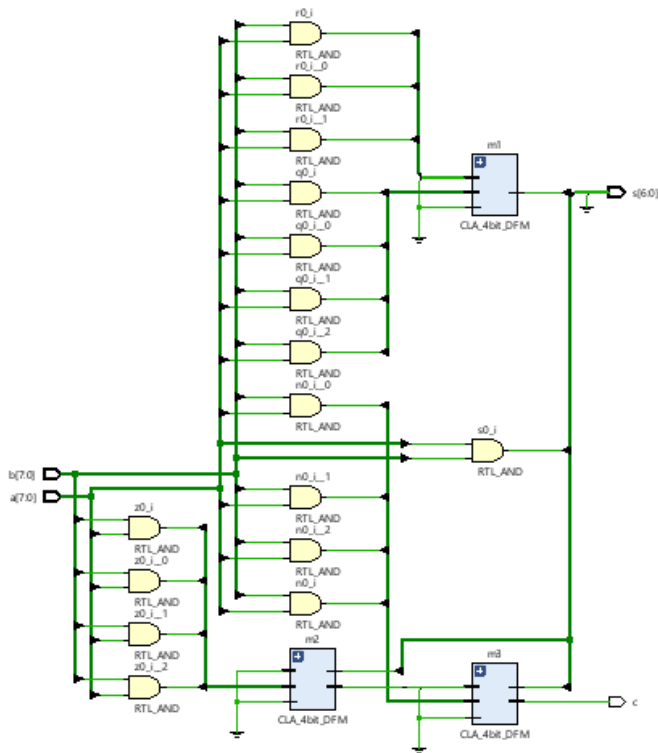 r0_i
RTL_AND
r0_i__0
RTL_AND
r0_i__1
RTL_AND
q0_i
RTL_AND
q0_i__0
RTL_AND
q0_i__1
RTL_AND
q0_i__2
RTL_AND
n0_i__0
RTL_AND
m1
CLA_4bit_DFM
s[6:0]
s0_i
RTL_AND
b[7:0]
a[7:0]
n0_i__1
RTL_AND
n0_i__2
RTL_AND
n0_i
RTL_AND
z0_i
RTL_AND
z0_i__0
RTL_AND
z0_i__1
RTL_AND
z0_i__2
RTL_AND
m2
CLA_4bit_DFM
m3
CLA_4bit_DFM
c